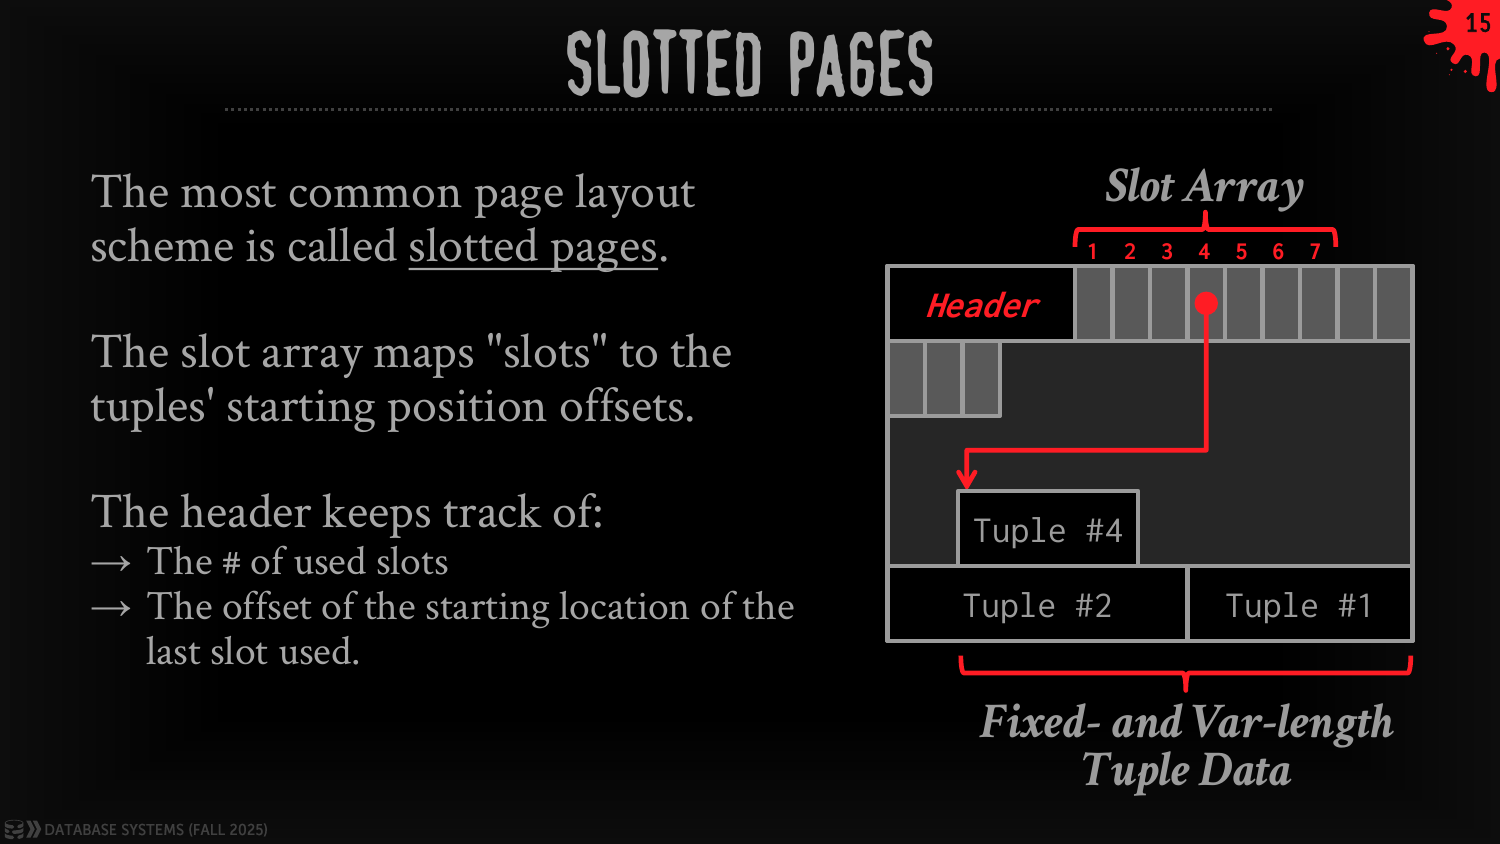 15
SLOTTED PAGES
The most common page layout
scheme is called slotted pages.
The slot array maps "slots" to the
tuples' starting position offsets.
The header keeps track of:
→ The # of used slots
→ The offset of the starting location of the
last slot used.
Slot Array
1 2 3 4 5 6 7
Header
Tuple #4
Tuple #2 Tuple #1
Fixed- and Var-length
Tuple Data
DATABASE SYSTEMS (FALL 2025)